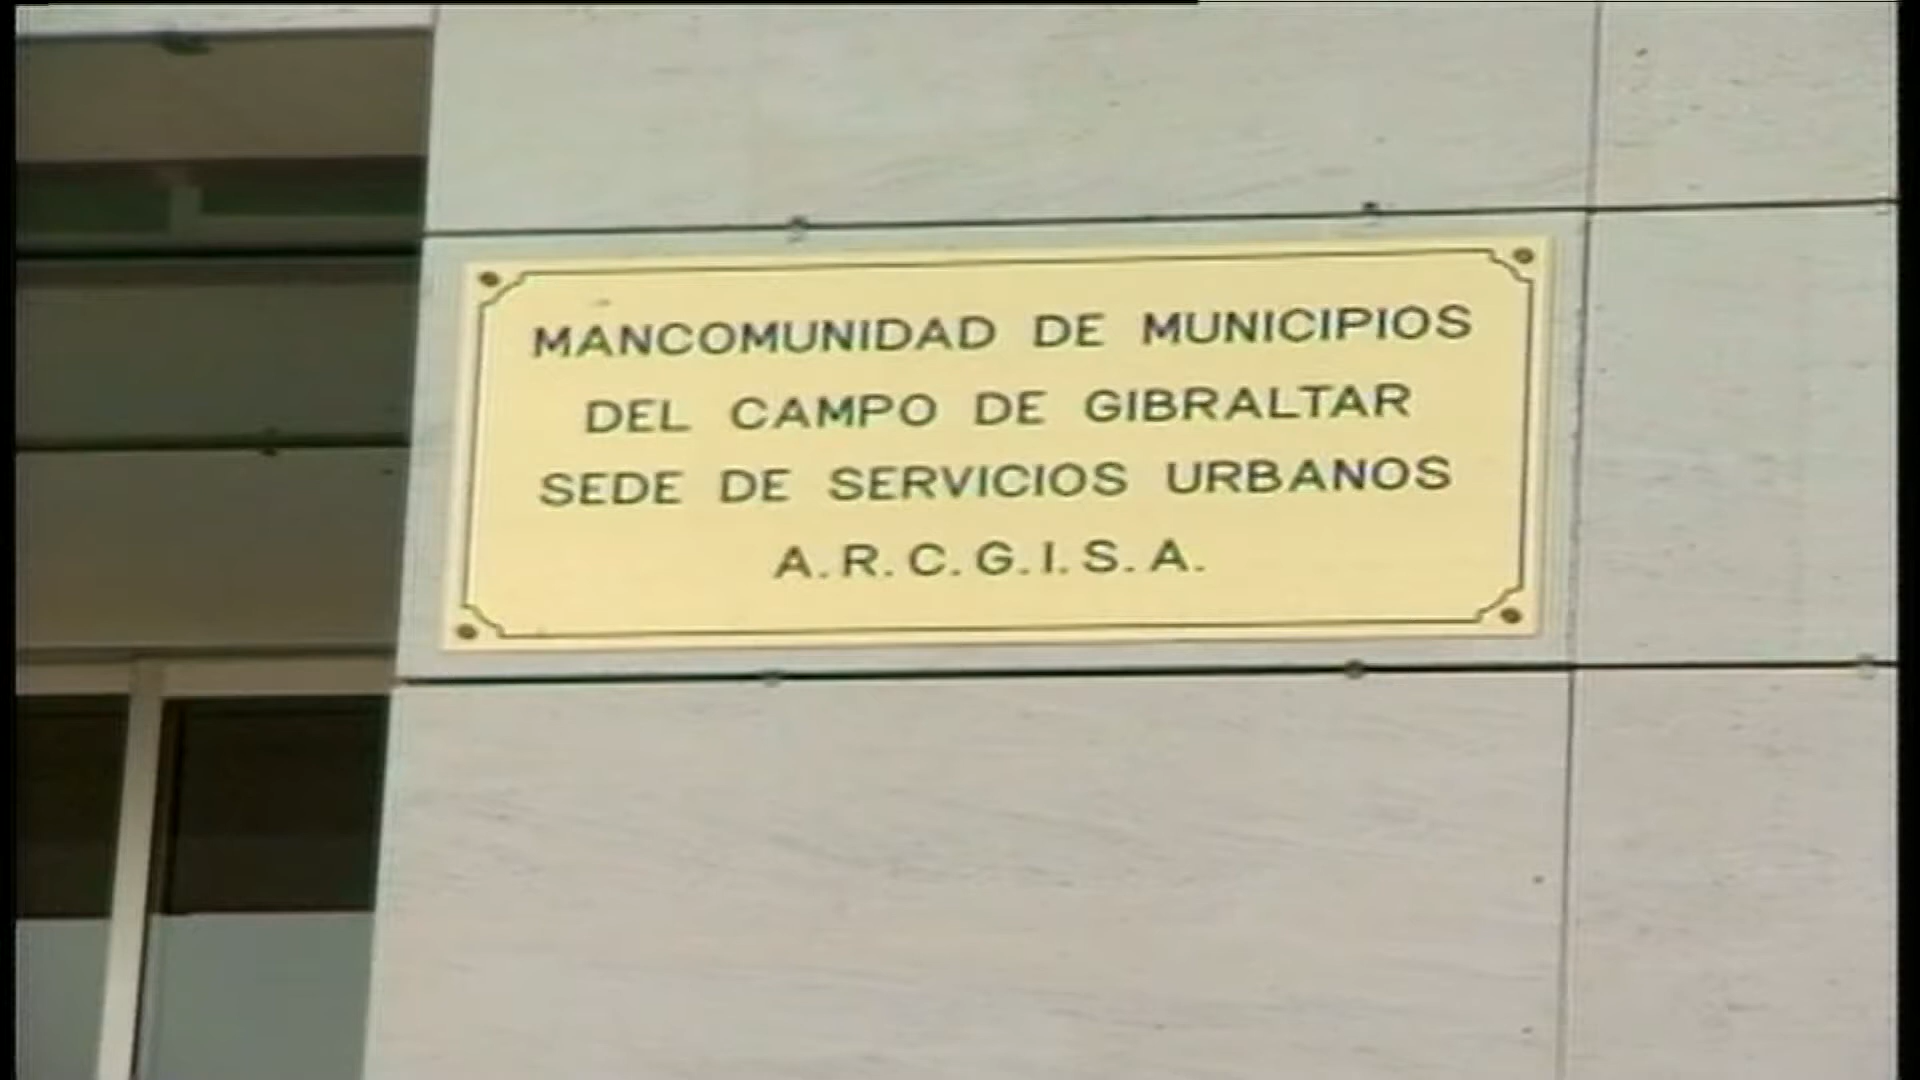 MANCOMUNIDAD DE MUNICIPIOS
DEL CAMPO DE GIBRALTAR
SEDE DE SERVICIOS URBANOS
A.R.C.G.I.S.A.